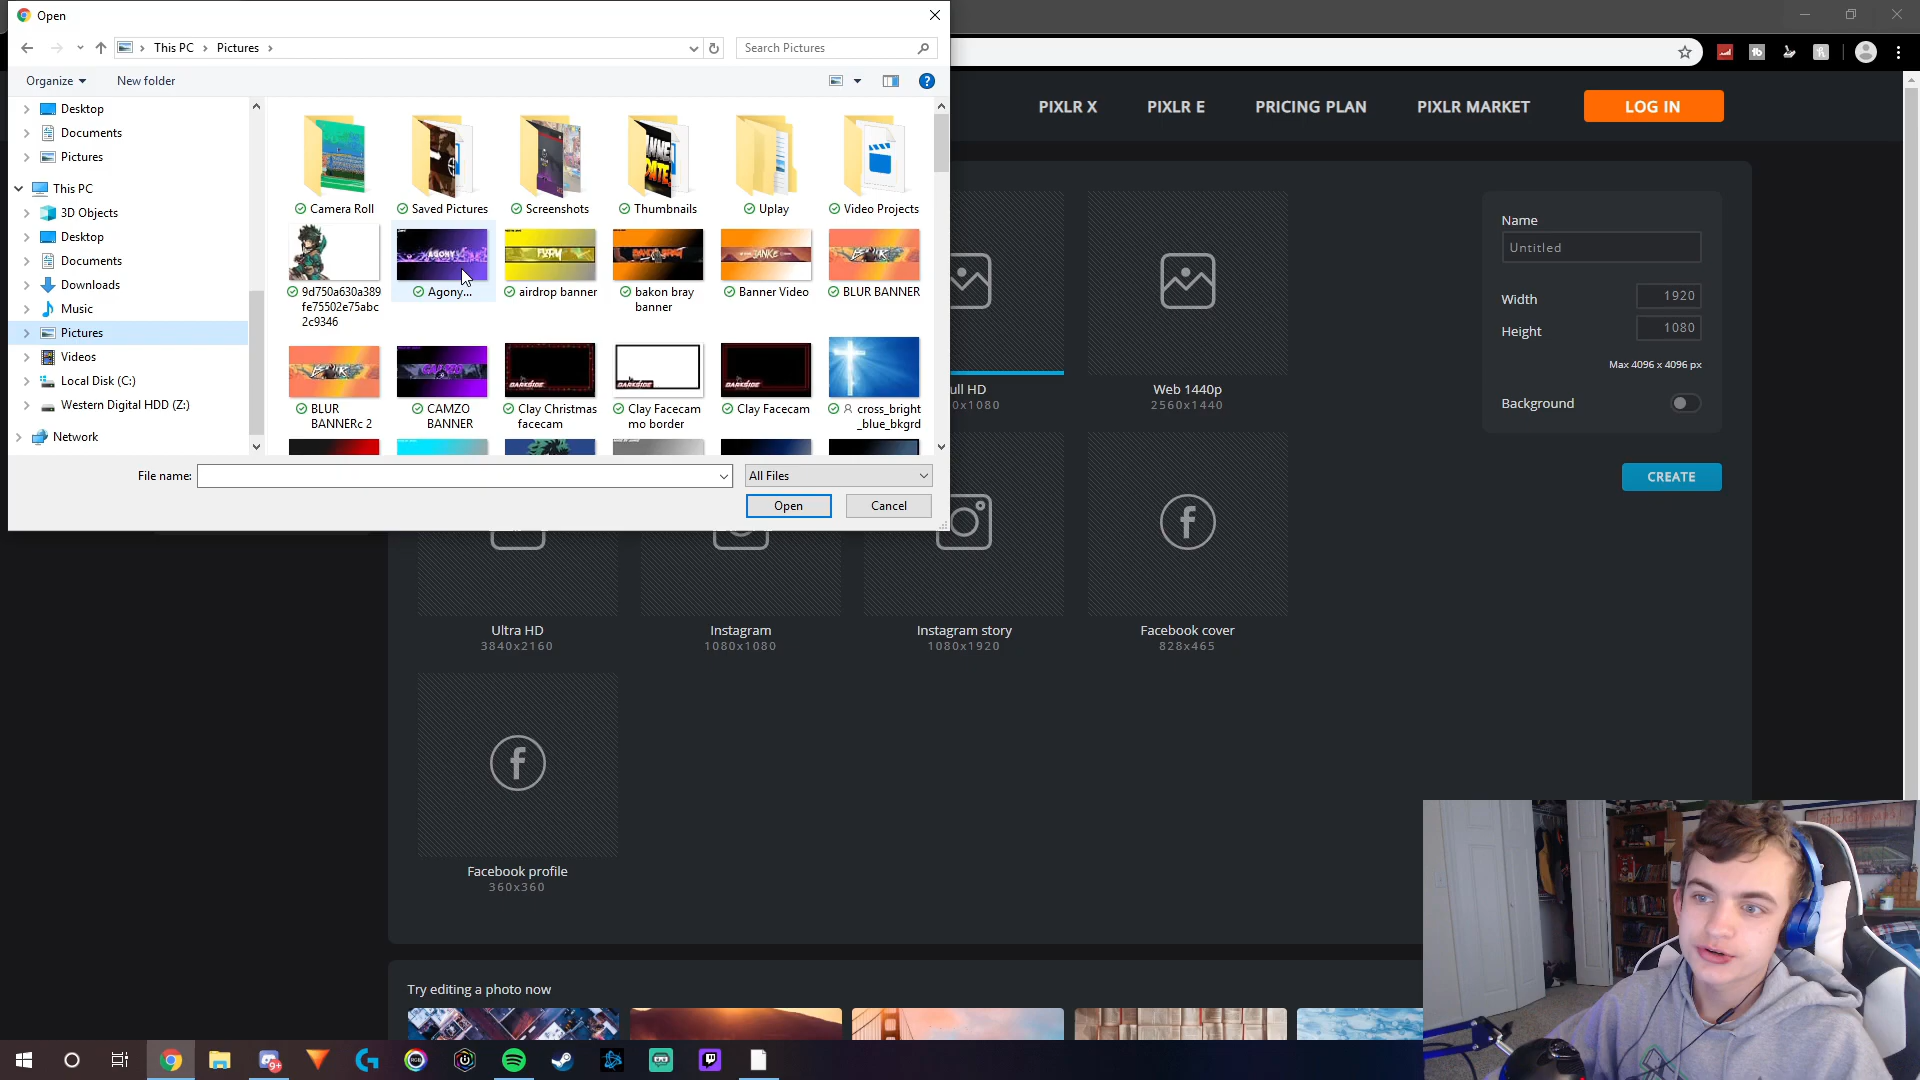 Open
This PC
Pictures
Search Pictures
Organize
New folder
Desktop
Documents
Pictures
This PC
3D Objects
Desktop
Documents
Downloads
Music
Pictures
Videos
Local Disk (C:)
Western Digital HDD (Z:)
Network
Camera Roll
Saved Pictures
Screenshots
Thumbnails
Uplay
Video Projects
9d750a630a389
fe75502e75abc
2c9346
Agony...
airdrop banner
bakon bray
banner
Banner Video
BLUR BANNER
BLUR
BANNERc 2
CAMZO
BANNER
Clay Christmas
facecam
Clay Facecam
mo border
Clay Facecam
cross_bright
_blue_bkgrd
File name:
All Files
Open
Cancel
PIXLR X
PIXLR E
PRICING PLAN
PIXLR MARKET
LOG IN
Name
Untitled
Width
1920
Height
1080
Max 4096 x 4096 px
Background
CREATE
ull HD
0x1080
Web 1440p
2560x1440
Ultra HD
3840x2160
Instagram
1080x1080
Instagram story
1080x1920
Facebook cover
828x465
Facebook profile
360x360
Try editing a photo now
9+